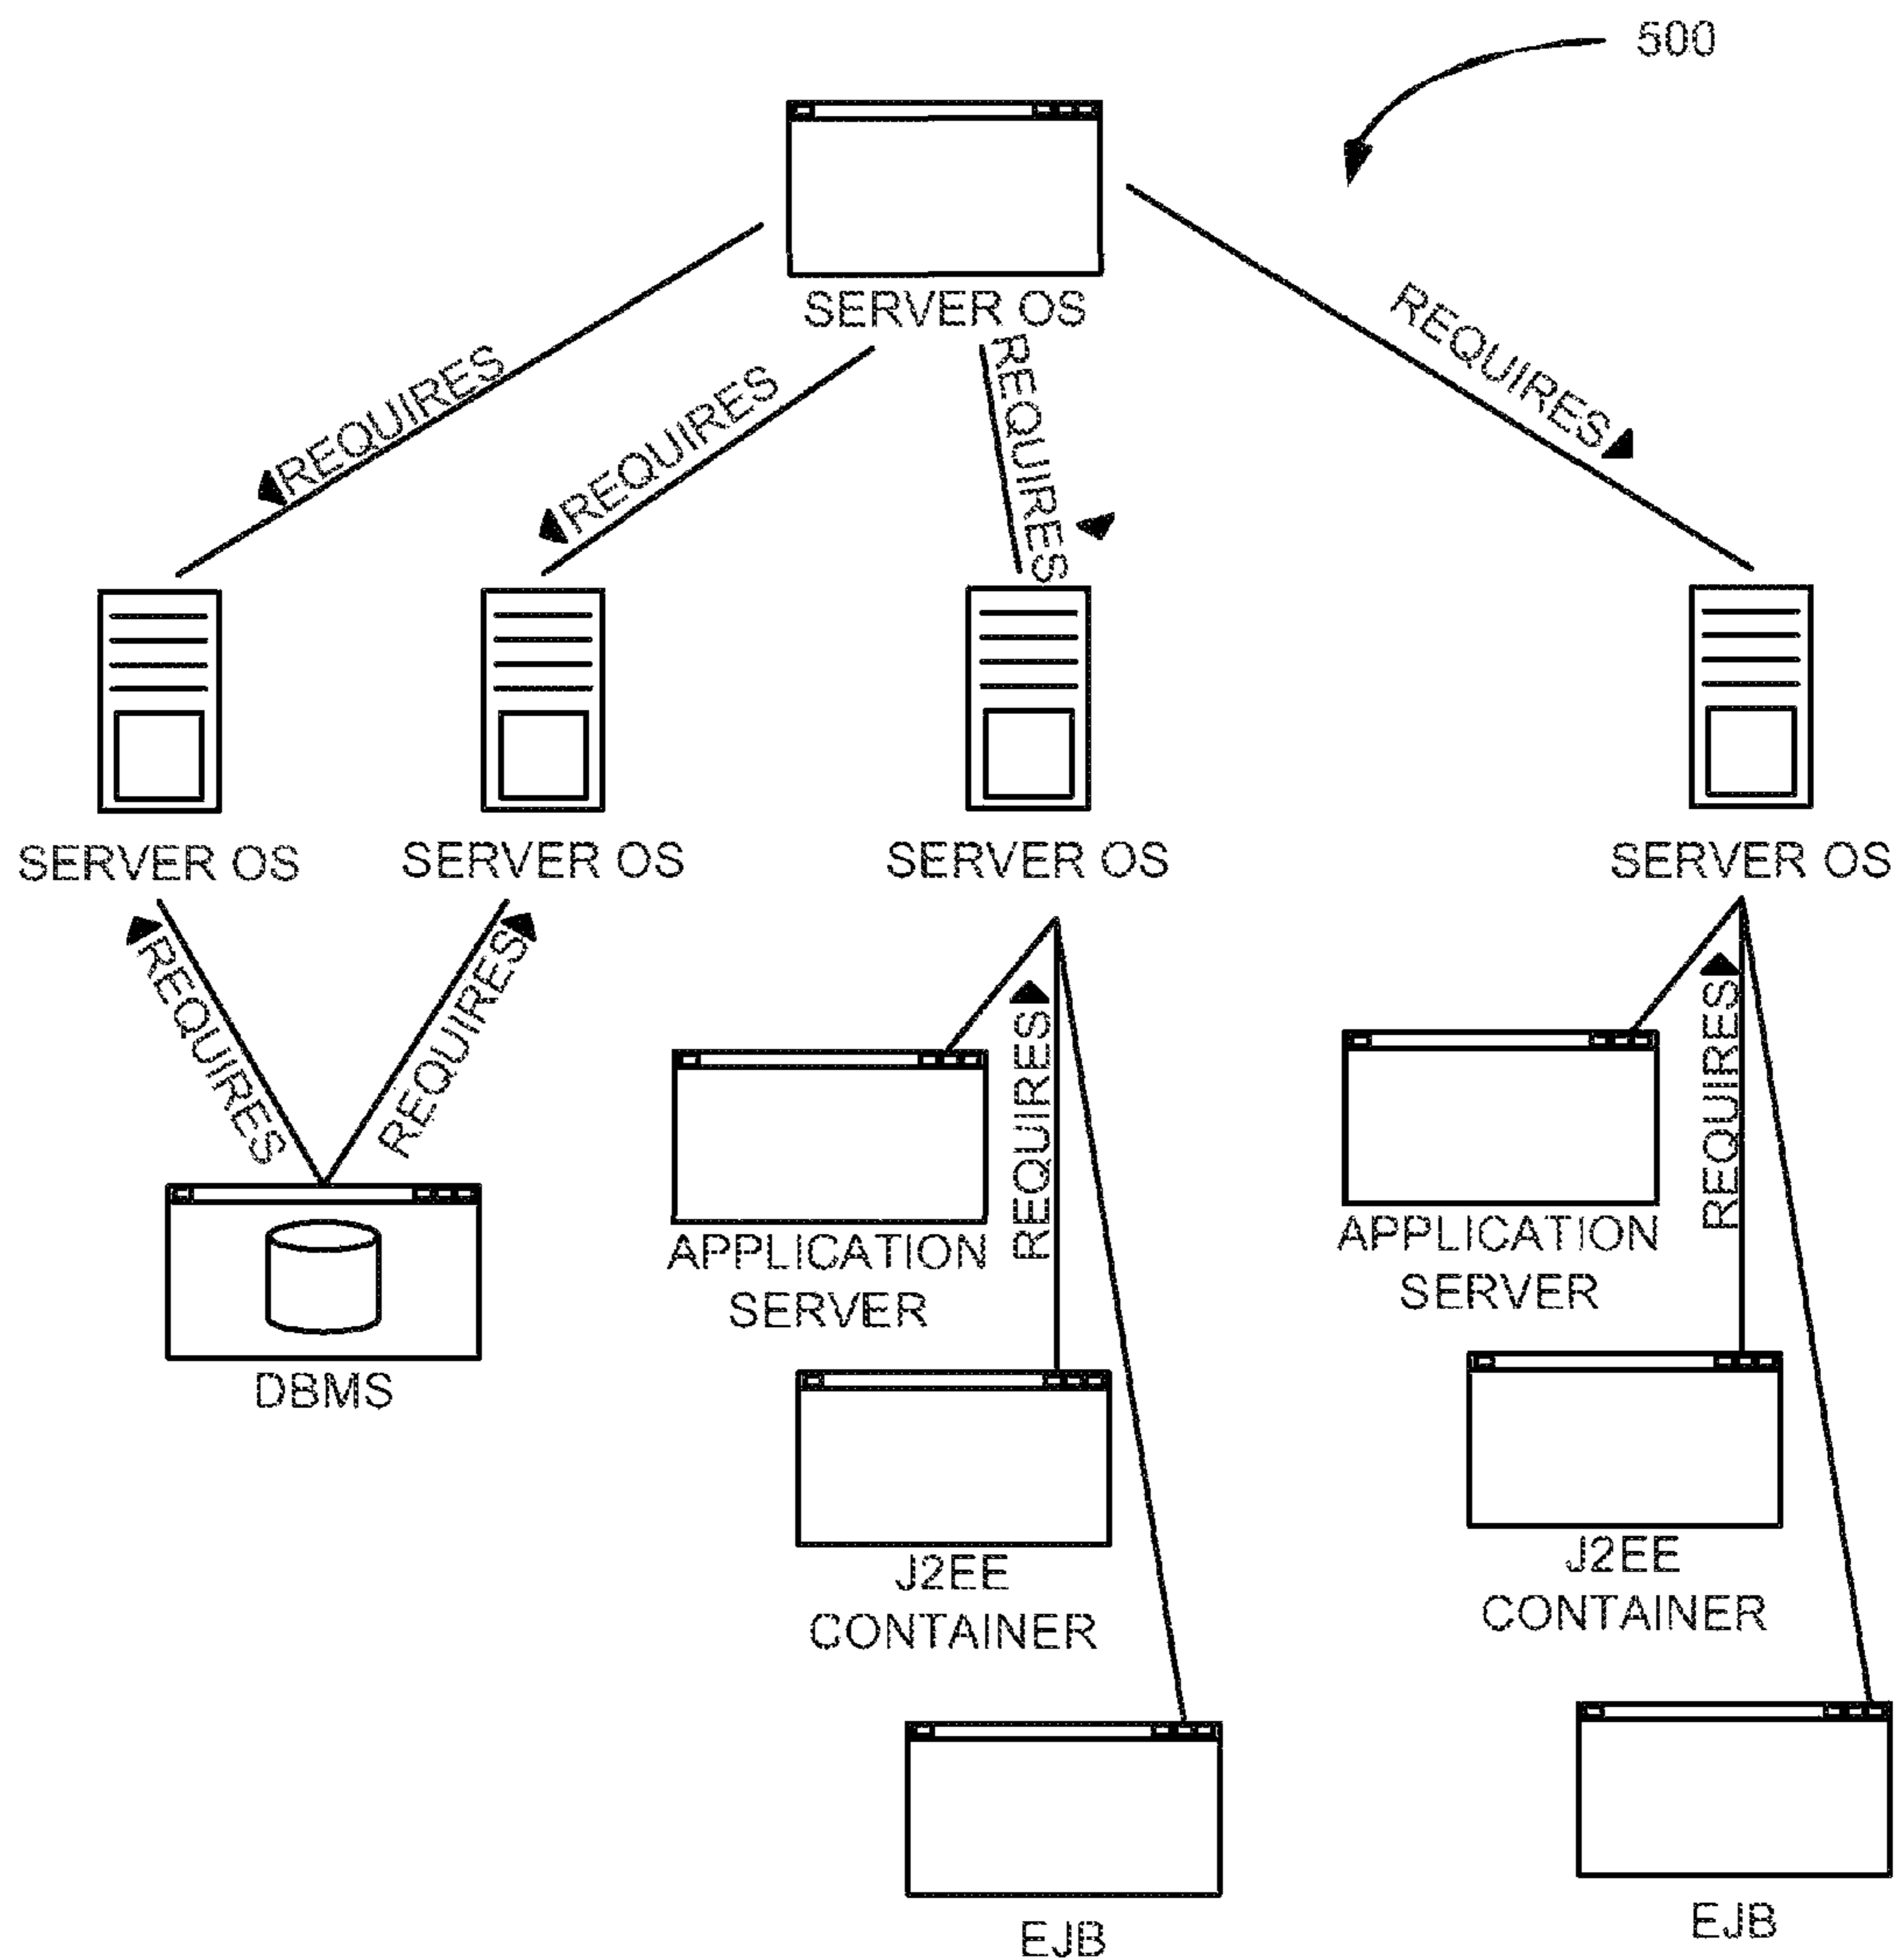 500
SERVER OS
REQUIRES
REQUIRES
REQUIRES
REQUIRES
SERVER OS
SERVER OS
SERVER OS
SERVER OS
REQUIRES
REQUIRES
REQUIRES
REQUIRES
APPLICATION
SERVER
APPLICATION
SERVER
DBMS
J2EE
CONTAINER
J2EE
CONTAINER
EJB
EJB